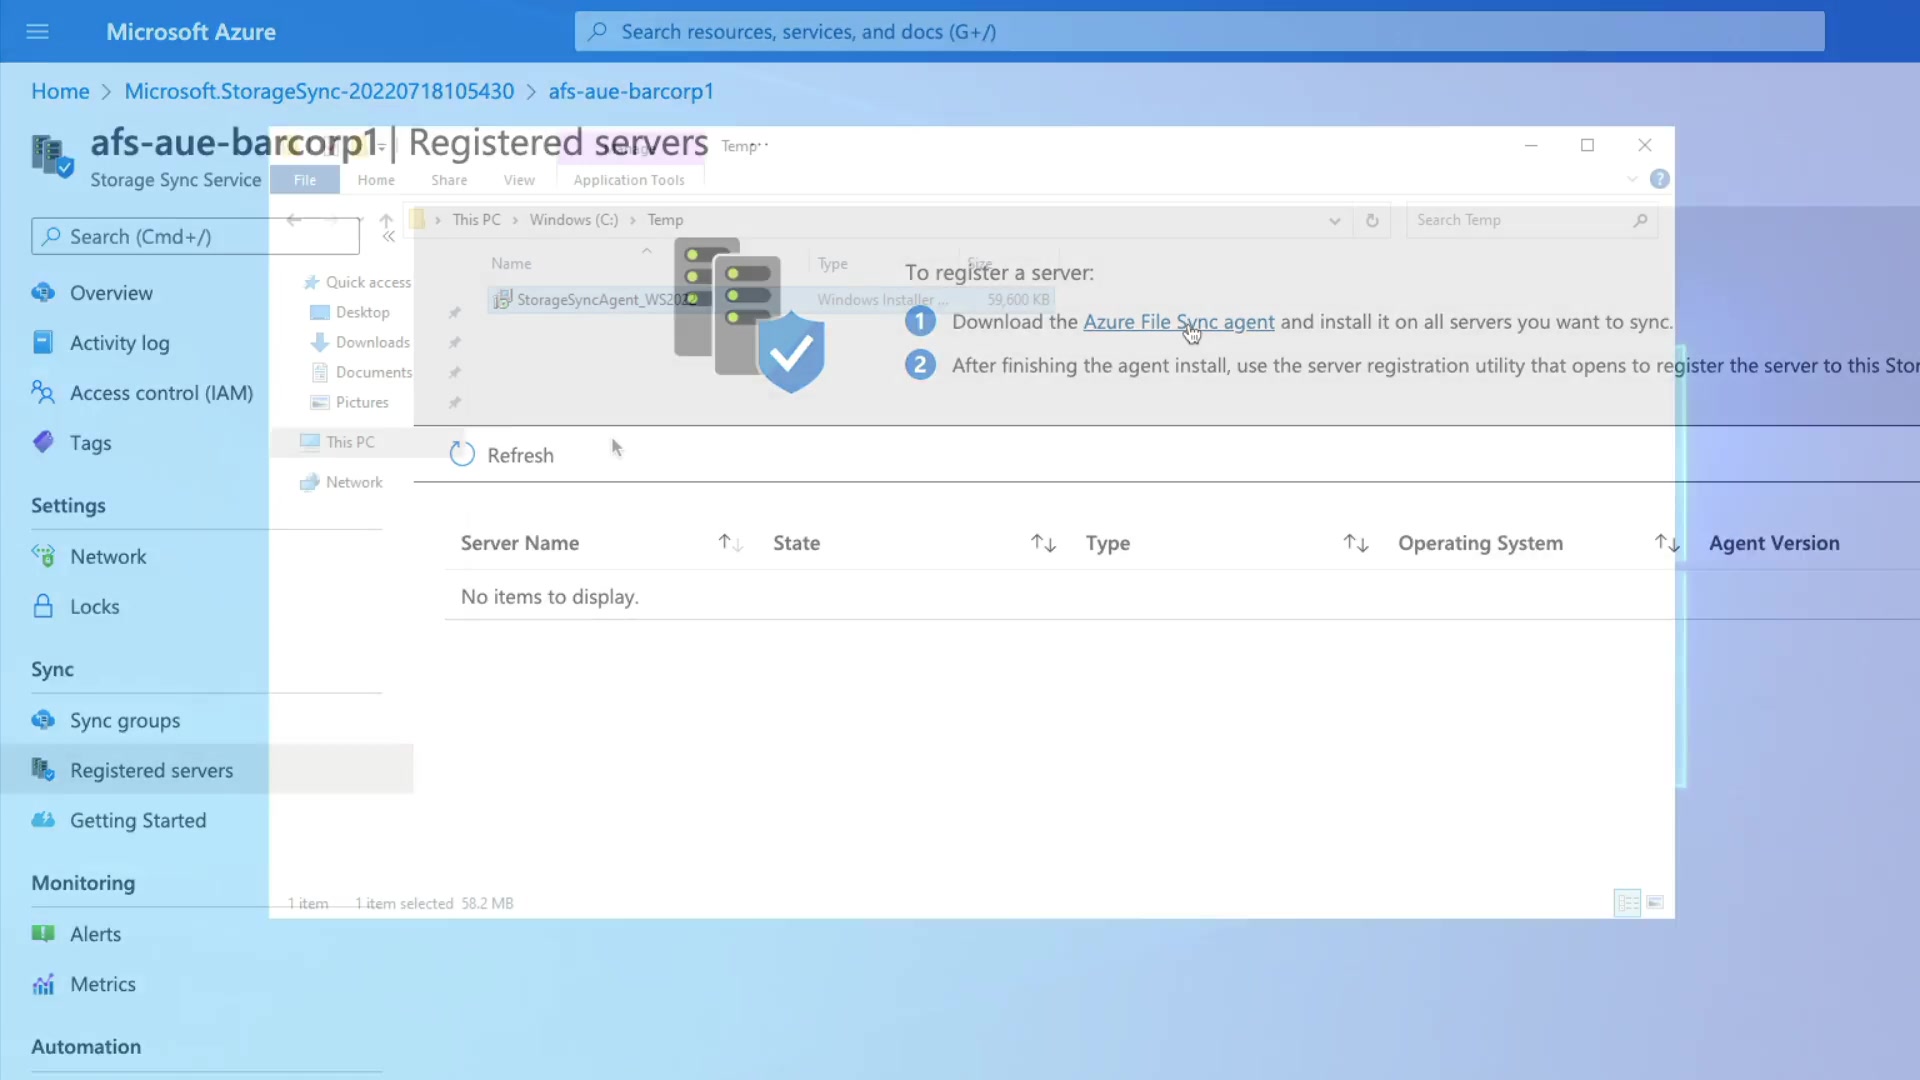 Microsoft Azure
Search resources, services, and docs (G+/)
Home > Microsoft.StorageSync-20220718105430 > afs-aue-barcorp1
afs-aue-barcorp1 | Registered servers ...
Storage Sync Service
Search (Cmd+/)
«
Overview
Activity log
Access control (IAM)
Tags
Settings
Network
Locks
Sync
Sync groups
Registered servers
Getting Started
Monitoring
Alerts
Metrics
Automation
To register a server:
1 Download the Azure File Sync agent and install it on all servers you want to sync.
2 After finishing the agent install, use the server registration utility that opens to register the server to this Stor
Refresh
Server Name State Type Operating System Agent Version
No items to display.
Manage Temp
File Home Share View Application Tools
This PC > Windows (C:) > Temp
Search Temp
Name Type Size
StorageSyncAgent_WS2022 Windows Installer ... 59,600 KB
Quick access
Desktop
Downloads
Documents
Pictures
This PC
Network
1 item 1 item selected 58.2 MB